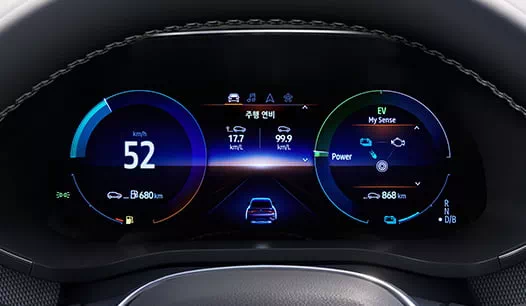 km/h
52
680 km
주행 연비
17.7
km/L
99.9
km/L
EV
My Sense
Power
868 km
R
N
D/B